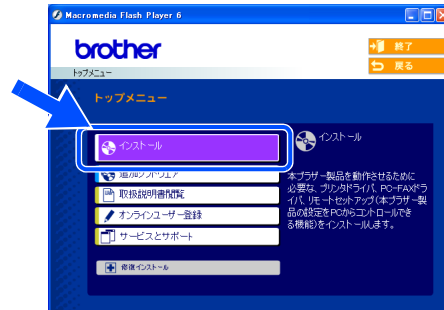 Macromedia Flash Player 6
brother
終了
戻る
トップメニュー
トップメニュー
インストール
追加ソフトウェア
取扱説明書閲覧
オンラインユーザー登録
サービスとサポート
修復インストール
インストール
本ブラザー製品を動作させるために
必要な、プリンタドライバ、PC-FAXドラ
イバ、リモートセットアップ(本ブラザー製
品の設定をPCからコントロールでき
る機能)をインストールします。